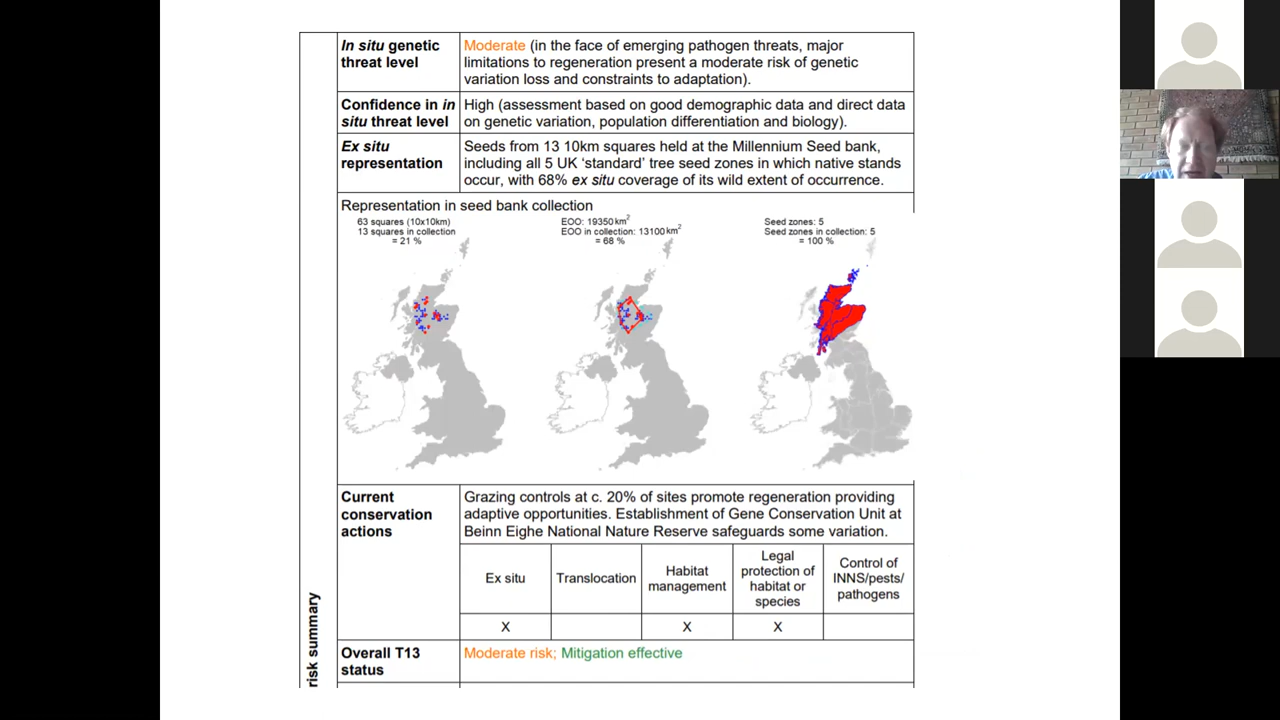 In situ genetic
threat level
Moderate (in the face of emerging pathogen threats, major
limitations to regeneration present a moderate risk of genetic
variation loss and constraints to adaptation).
Confidence in in
situ threat level
High (assessment based on good demographic data and direct data
on genetic variation, population differentiation and biology).
Ex situ
representation
Seeds from 13 10km squares held at the Millennium Seed bank,
including all 5 UK ‘standard’ tree seed zones in which native stands
occur, with 68% ex situ coverage of its wild extent of occurrence.
Representation in seed bank collection
63 squares (10x10km)
13 squares in collection
= 21 %
EOO: 19350km²
EOO in collection: 13100km²
= 68 %
Seed zones: 5
Seed zones in collection: 5
= 100 %
Current
conservation
actions
Grazing controls at c. 20% of sites promote regeneration providing
adaptive opportunities. Establishment of Gene Conservation Unit at
Beinn Eighe National Nature Reserve safeguards some variation.
Ex situ
Translocation
Habitat
management
Legal
protection of
habitat or
species
Control of
INNS/pests/
pathogens
X
X
X
Overall T13
status
Moderate risk; Mitigation effective
risk summary